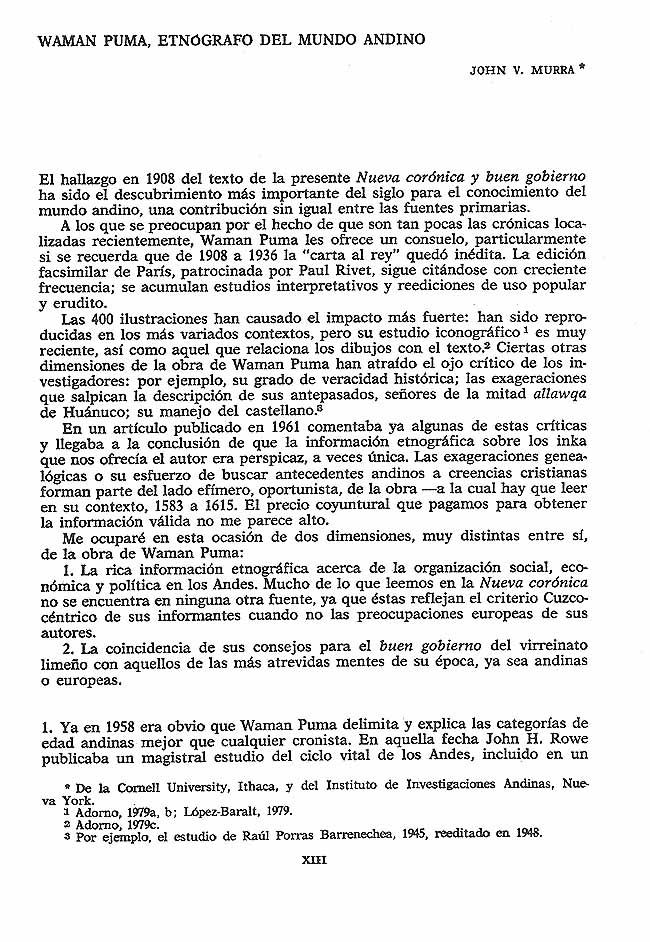 WAMAN PUMA, ETNÓGRAFO DEL MUNDO ANDINO
JOHN V. MURRA *
El hallazgo en 1908 del texto de la presente Nueva corónica y buen gobierno
ha sido el descubrimiento más importante del siglo para el conocimiento del
mundo andino, una contribución sin igual entre las fuentes primarias.
A los que se preocupan por el hecho de que son tan pocas las crónicas loca-
lizadas recientemente, Waman Puma les ofrece un consuelo, particularmente
si se recuerda que de 1908 a 1936 la "carta al rey" quedó inédita. La edición
facsimilar de París, patrocinada por Paul Rivet, sigue citándose con creciente
frecuencia; se acumulan estudios interpretativos y reediciones de uso popular
y erudito.
Las 400 ilustraciones han causado el impacto más fuerte: han sido repro-
ducidas en los más variados contextos, pero su estudio iconográfico 1 es muy
reciente, así como aquel que relaciona los dibujos con el texto.2 Ciertas otras
dimensiones de la obra de Waman Puma han atraído el ojo crítico de los in-
vestigadores: por ejemplo, su grado de veracidad histórica; las exageraciones
que salpican la descripción de sus antepasados, señores de la mitad allawqa
de Huánuco; su manejo del castellano.3
En un artículo publicado en 1961 comentaba ya algunas de estas críticas
y llegaba a la conclusión de que la información etnográfica sobre los inka
que nos ofrecía el autor era perspicaz, a veces única. Las exageraciones genea-
lógicas o su esfuerzo de buscar antecedentes andinos a creencias cristianas
forman parte del lado efímero, oportunista, de la obra —a la cual hay que leer
en su contexto, 1583 a 1615. El precio coyuntural que pagamos para obtener
la información válida no me parece alto.
Me ocuparé en esta ocasión de dos dimensiones, muy distintas entre sí,
de la obra de Waman Puma:
1. La rica información etnográfica acerca de la organización social, eco-
nómica y política en los Andes. Mucho de lo que leemos en la Nueva corónica
no se encuentra en ninguna otra fuente, ya que éstas reflejan el criterio Cuzco-
céntrico de sus informantes cuando no las preocupaciones europeas de sus
autores.
2. La coincidencia de sus consejos para el buen gobierno del virreinato
limeño con aquellos de las más atrevidas mentes de su época, ya sea andinas
o europeas.
1. Ya en 1958 era obvio que Waman Puma delimita y explica las categorías de
edad andinas mejor que cualquier cronista. En aquella fecha John H. Rowe
publicaba un magistral estudio del ciclo vital de los Andes, incluido en un
* De la Cornell University, Ithaca, y del Instituto de Investigaciones Andinas, Nue-
va York.
1 Adorno, 1979a, b; López-Baralt, 1979.
2 Adorno, 1979c.
3 Por ejemplo, el estudio de Raúl Porras Barrenechea, 1945, reeditado en 1948.
XIII